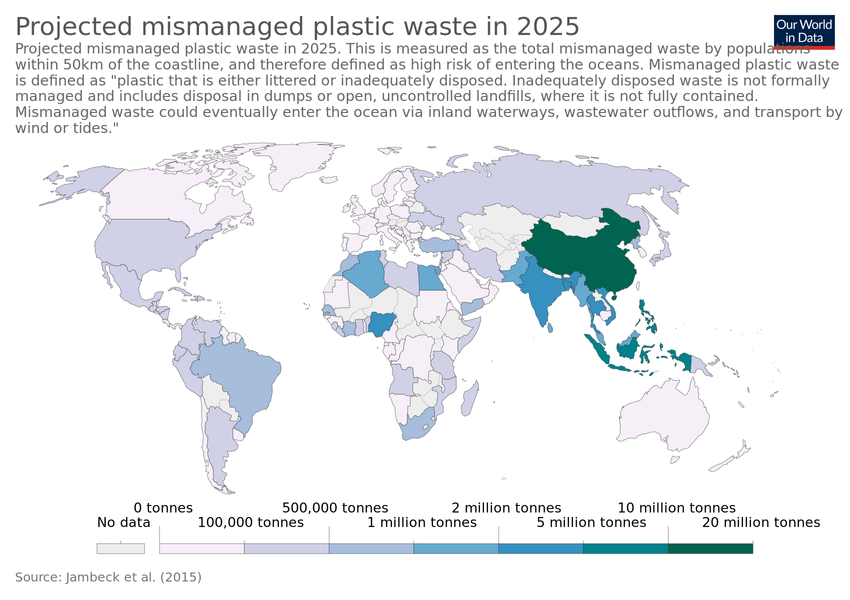 Projected mismanaged plastic waste in 2025
Our World
in Data
Projected mismanaged plastic waste in 2025. This is measured as the total mismanaged waste by populations
within 50km of the coastline, and therefore defined as high risk of entering the oceans. Mismanaged plastic waste
is defined as "plastic that is either littered or inadequately disposed. Inadequately disposed waste is not formally
managed and includes disposal in dumps or open, uncontrolled landfills, where it is not fully contained.
Mismanaged waste could eventually enter the ocean via inland waterways, wastewater outflows, and transport by
wind or tides."
0 tonnes 500,000 tonnes 2 million tonnes 10 million tonnes
No data 100,000 tonnes 1 million tonnes 5 million tonnes 20 million tonnes
Source: Jambeck et al. (2015)